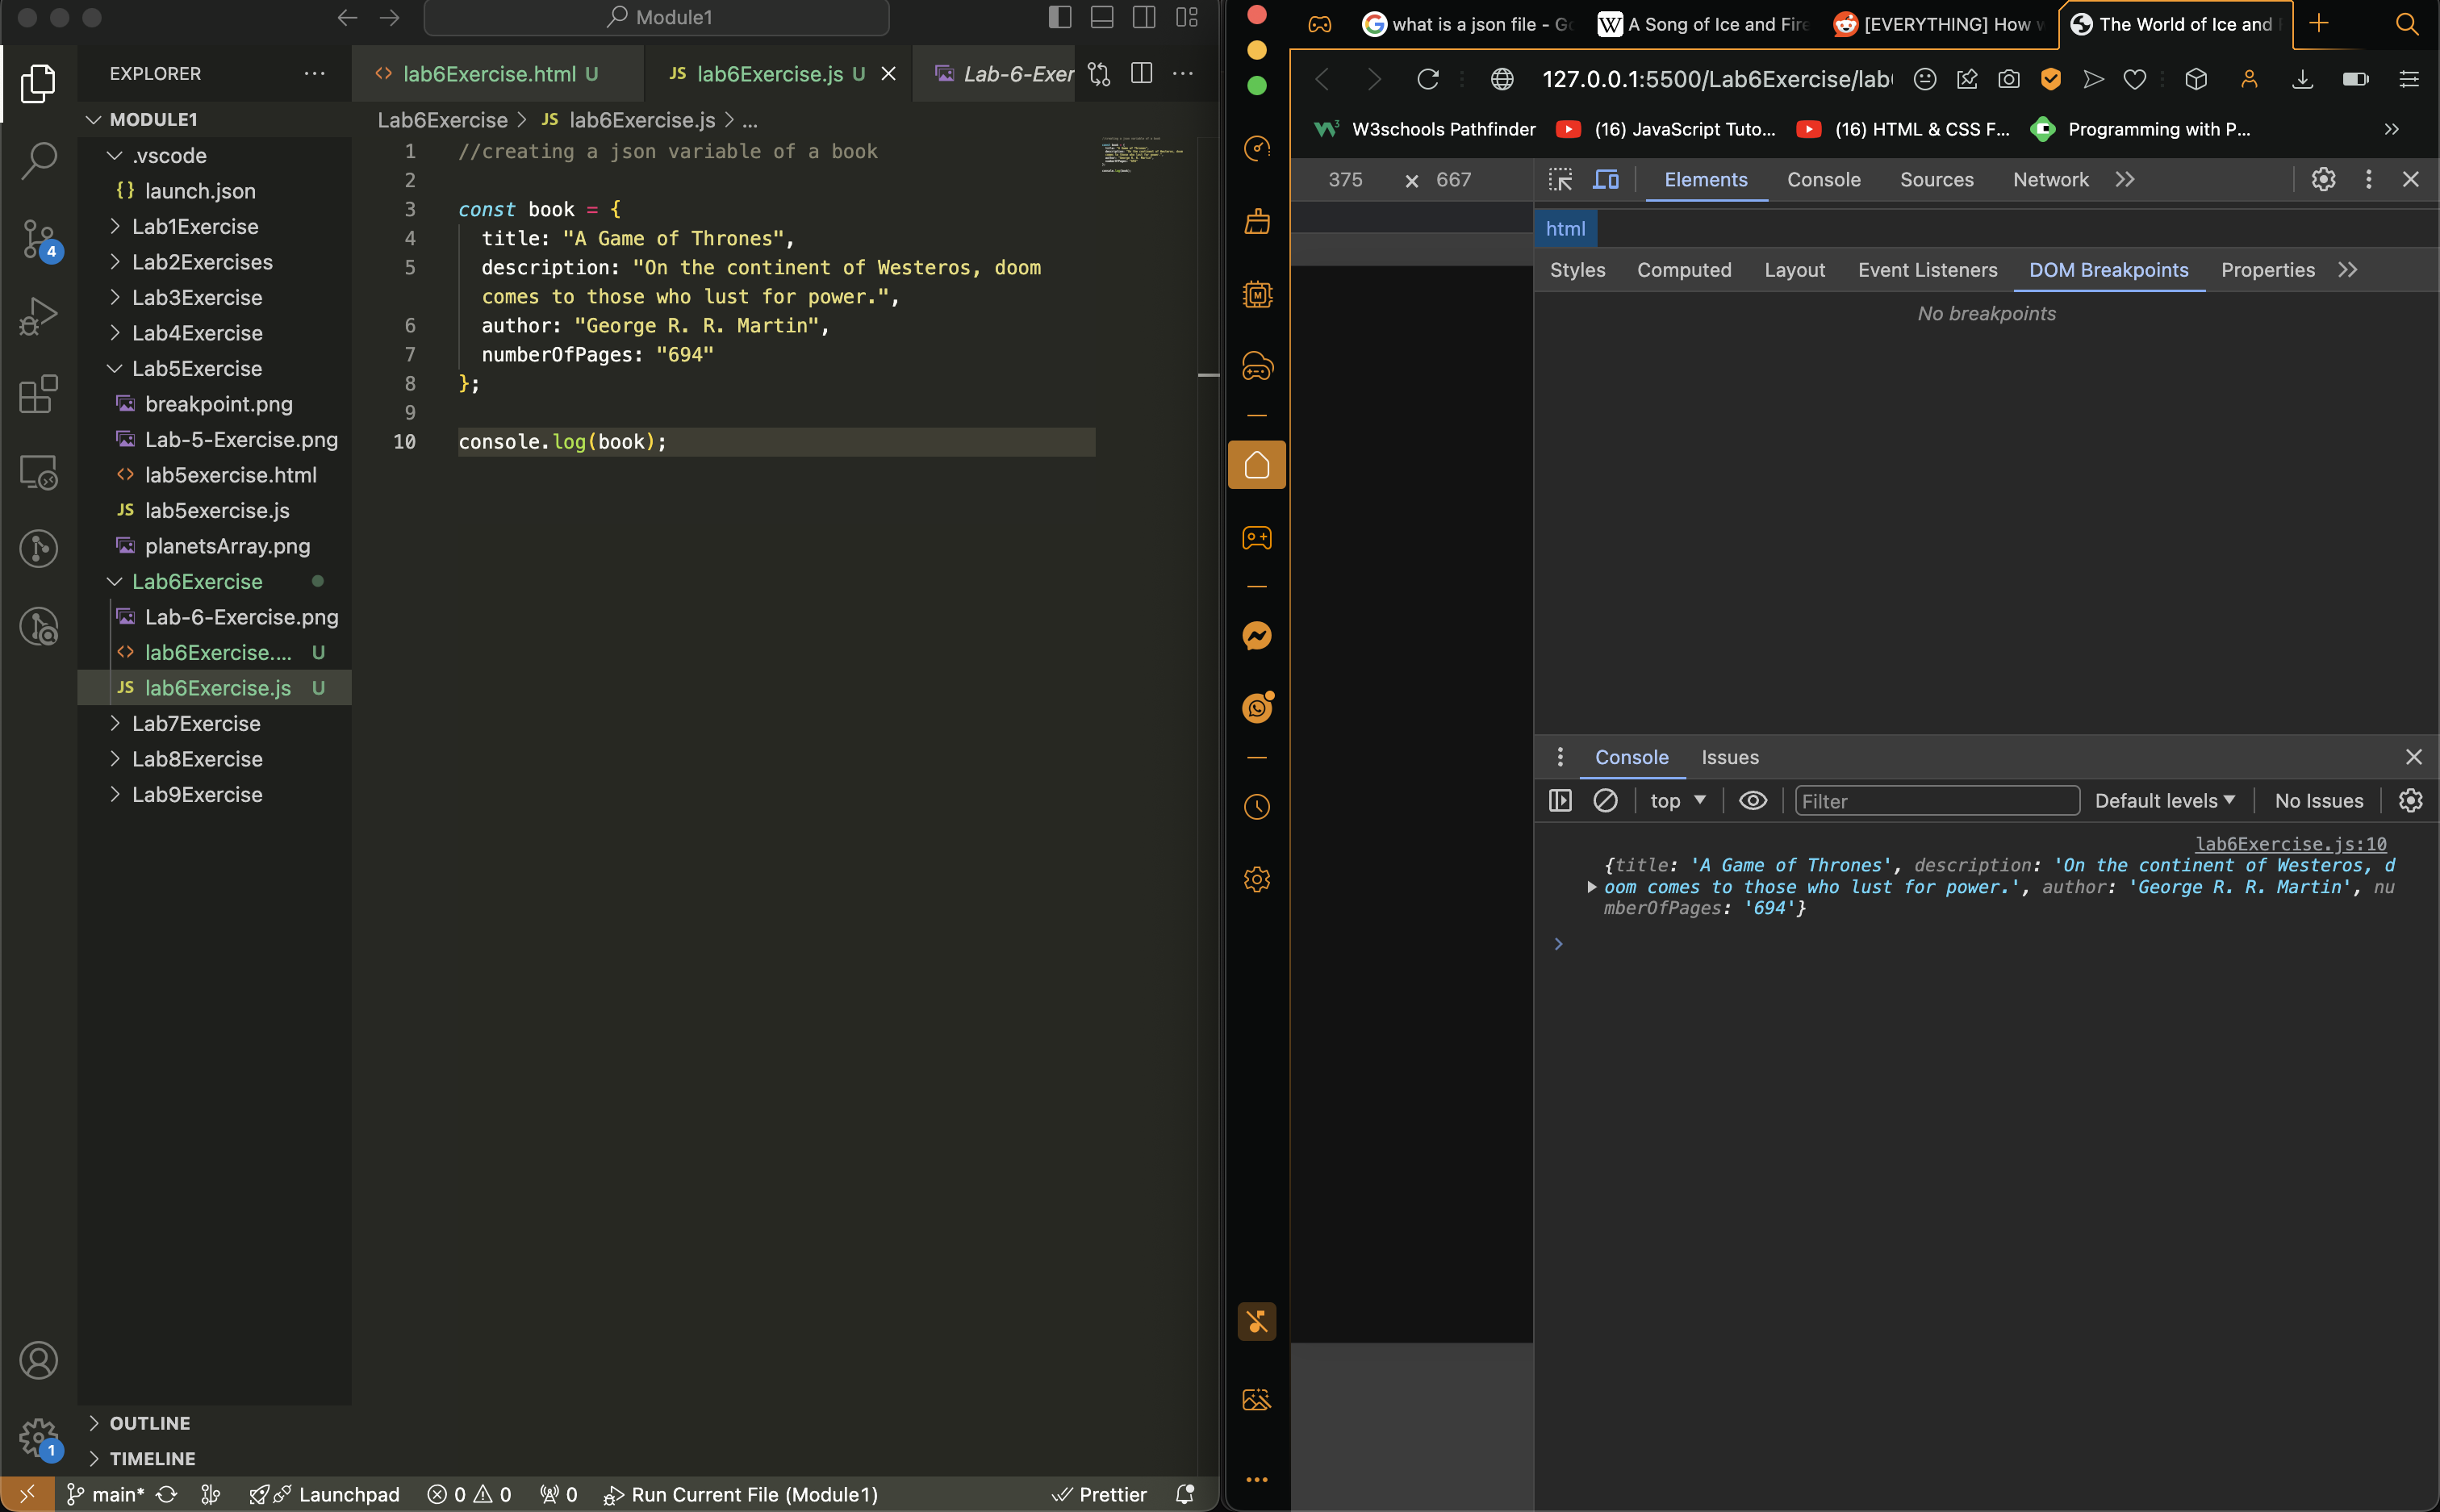 Module1
EXPLORER
MODULE1
.vscode
{} launch.json
Lab1Exercise
Lab2Exercises
Lab3Exercise
Lab4Exercise
Lab5Exercise
breakpoint.png
Lab-5-Exercise.png
<> lab5exercise.html
JS lab5exercise.js
planetsArray.png
Lab6Exercise
Lab-6-Exercise.png
<> lab6Exercise.... U
JS lab6Exercise.js U
Lab7Exercise
Lab8Exercise
Lab9Exercise
OUTLINE
TIMELINE
4
1
<> lab6Exercise.html U
JS lab6Exercise.js U
Lab-6-Exer
Lab6Exercise > JS lab6Exercise.js > ...
1 //creating a json variable of a book
2
3 const book = {
4 title: "A Game of Thrones",
5 description: "On the continent of Westeros, doom
comes to those who lust for power.",
6 author: "George R. R. Martin",
7 numberOfPages: "694"
8 };
9
10 console.log(book);
main* Launchpad 0 0 0 Run Current File (Module1) Prettier
what is a json file - Go
A Song of Ice and Fire
[EVERYTHING] How w
The World of Ice and
127.0.0.1:5500/Lab6Exercise/lab
W3schools Pathfinder (16) JavaScript Tuto... (16) HTML & CSS F... Programming with P...
375 × 667
Elements Console Sources Network
html
Styles Computed Layout Event Listeners DOM Breakpoints Properties
No breakpoints
Console Issues
top Filter Default levels No Issues
lab6Exercise.js:10
{title: 'A Game of Thrones', description: 'On the continent of Westeros, d
oom comes to those who lust for power.', author: 'George R. R. Martin', nu
mberOfPages: '694'}